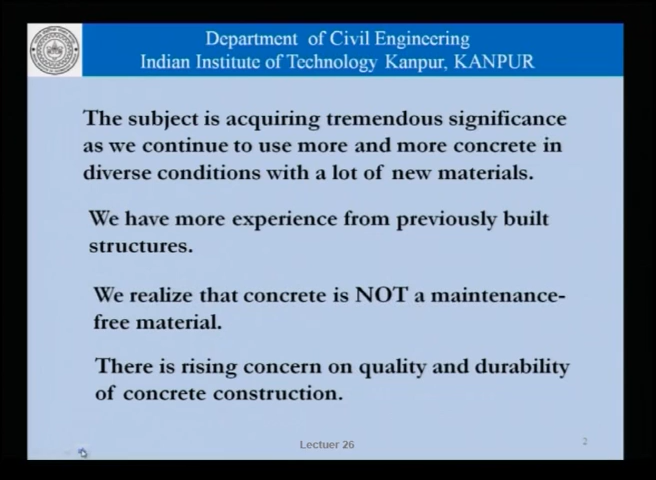 Department of Civil Engineering
Indian Institute of Technology Kanpur, KANPUR
The subject is acquiring tremendous significance
as we continue to use more and more concrete in
diverse conditions with a lot of new materials.
We have more experience from previously built
structures.
We realize that concrete is NOT a maintenance-
free material.
There is rising concern on quality and durability
of concrete construction.
Lectuer 26
2